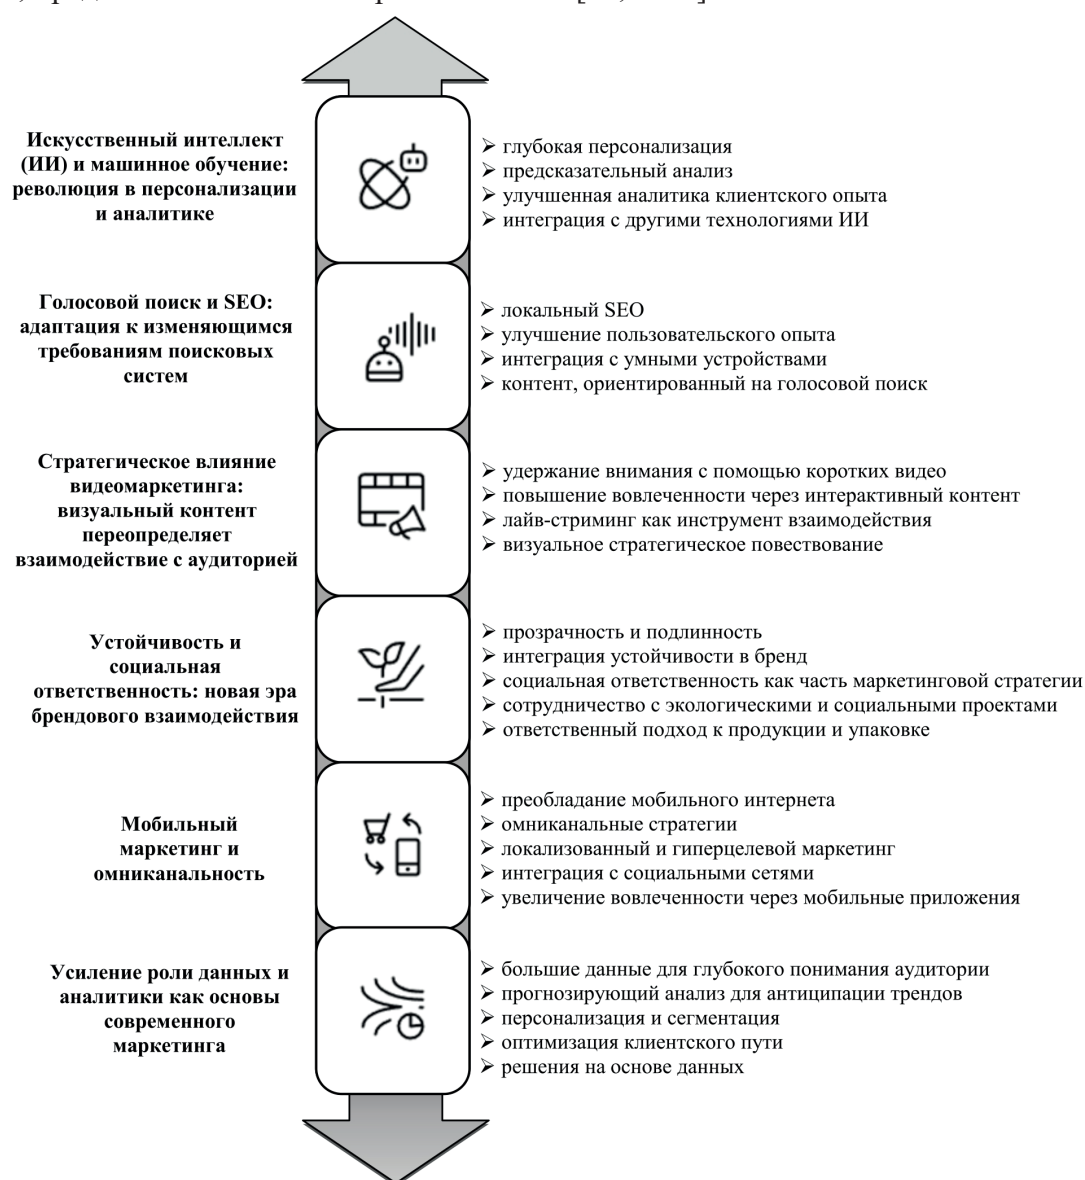 Искусственный интеллект
(ИИ) и машинное обучение:
революция в персонализации
и аналитике
➢ глубокая персонализация
➢ предсказательный анализ
➢ улучшенная аналитика клиентского опыта
➢ интеграция с другими технологиями ИИ
Голосовой поиск и SEO:
адаптация к изменяющимся
требованиям поисковых
систем
➢ локальный SEO
➢ улучшение пользовательского опыта
➢ интеграция с умными устройствами
➢ контент, ориентированный на голосовой поиск
Стратегическое влияние
видеомаркетинга:
визуальный контент
переопределяет
взаимодействие с аудиторией
➢ удержание внимания с помощью коротких видео
➢ повышение вовлеченности через интерактивный контент
➢ лайв-стриминг как инструмент взаимодействия
➢ визуальное стратегическое повествование
Устойчивость и
социальная
ответственность: новая эра
брендового взаимодействия
➢ прозрачность и подлинность
➢ интеграция устойчивости в бренд
➢ социальная ответственность как часть маркетинговой стратегии
➢ сотрудничество с экологическими и социальными проектами
➢ ответственный подход к продукции и упаковке
Мобильный
маркетинг и
омниканальность
➢ преобладание мобильного интернета
➢ омниканальные стратегии
➢ локализованный и гиперцелевой маркетинг
➢ интеграция с социальными сетями
➢ увеличение вовлеченности через мобильные приложения
Усиление роли данных и
аналитики как основы
современного
маркетинга
➢ большие данные для глубокого понимания аудитории
➢ прогнозирующий анализ для антиципации трендов
➢ персонализация и сегментация
➢ оптимизация клиентского пути
➢ решения на основе данных